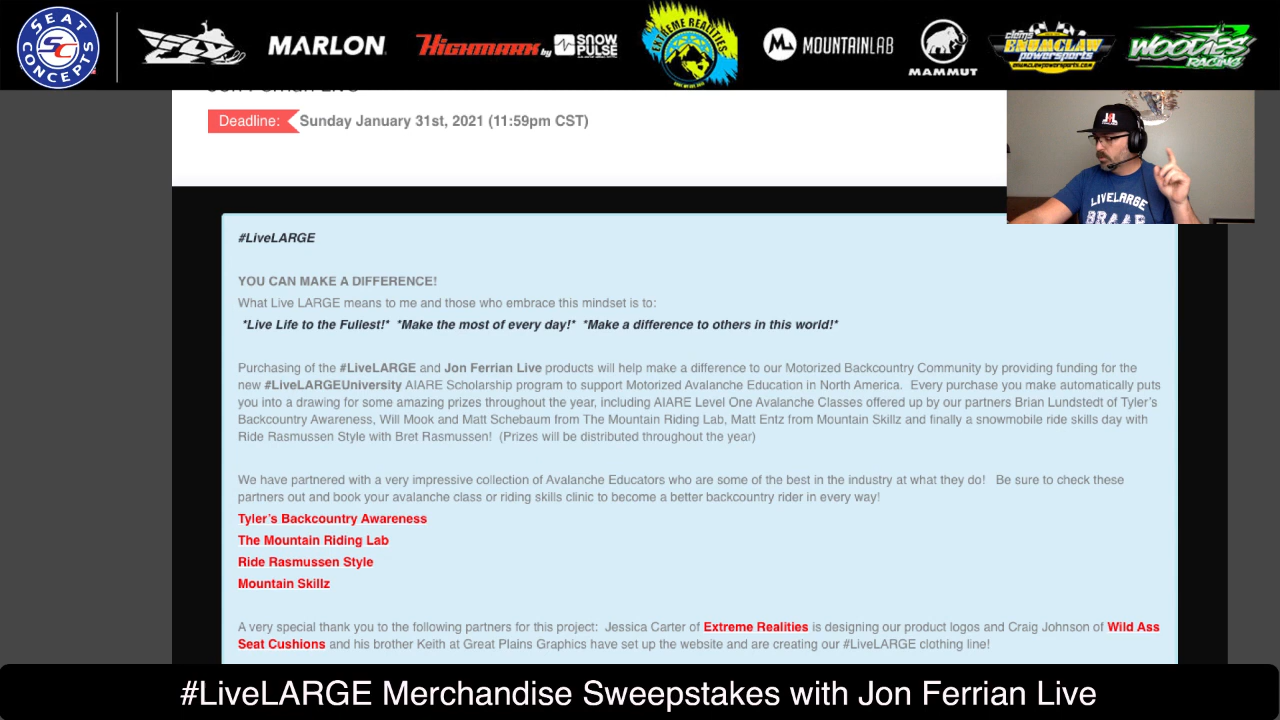 SEAT CONCEPTS
SC
FLY
MARLON
HIGHMARK by SNOW PULSE
EXTREME REALITIES
MOUNTAINLAB
MAMMUT
clems ENUMCLAW powersports
enumclawpowersports.com
WOODIES RACING
Jon Ferrian LIVE
Deadline: Sunday January 31st, 2021 (11:59pm CST)
LIVELARGE
BRAAP
#LiveLARGE
YOU CAN MAKE A DIFFERENCE!
What Live LARGE means to me and those who embrace this mindset is to:
*Live Life to the Fullest!* *Make the most of every day!* *Make a difference to others in this world!*
Purchasing of the #LiveLARGE and Jon Ferrian Live products will help make a difference to our Motorized Backcountry Community by providing funding for the
new #LiveLARGEUniversity AIARE Scholarship program to support Motorized Avalanche Education in North America. Every purchase you make automatically puts
you into a drawing for some amazing prizes throughout the year, including AIARE Level One Avalanche Classes offered up by our partners Brian Lundstedt of Tyler's
Backcountry Awareness, Will Mook and Matt Schebaum from The Mountain Riding Lab, Matt Entz from Mountain Skillz and finally a snowmobile ride skills day with
Ride Rasmussen Style with Bret Rasmussen! (Prizes will be distributed throughout the year)
We have partnered with a very impressive collection of Avalanche Educators who are some of the best in the industry at what they do! Be sure to check these
partners out and book your avalanche class or riding skills clinic to become a better backcountry rider in every way!
Tyler's Backcountry Awareness
The Mountain Riding Lab
Ride Rasmussen Style
Mountain Skillz
A very special thank you to the following partners for this project: Jessica Carter of Extreme Realities is designing our product logos and Craig Johnson of Wild Ass
Seat Cushions and his brother Keith at Great Plains Graphics have set up the website and are creating our #LiveLARGE clothing line!
#LiveLARGE Merchandise Sweepstakes with Jon Ferrian Live